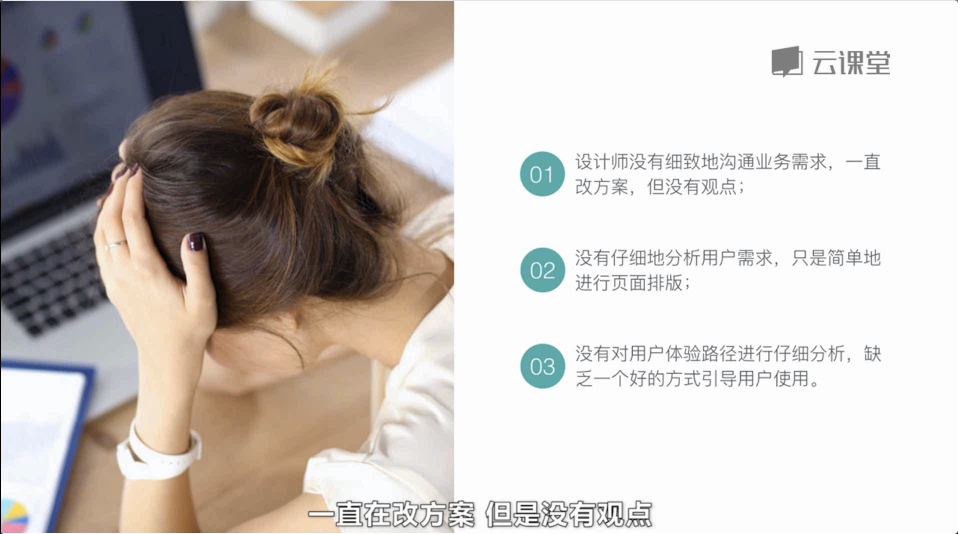 云课堂
01
设计师没有细致地沟通业务需求，一直
改方案，但没有观点；
02
没有仔细地分析用户需求，只是简单地
进行页面排版；
03
没有对用户体验路径进行仔细分析，缺
乏一个好的方式引导用户使用。
一直在改方案 但是没有观点